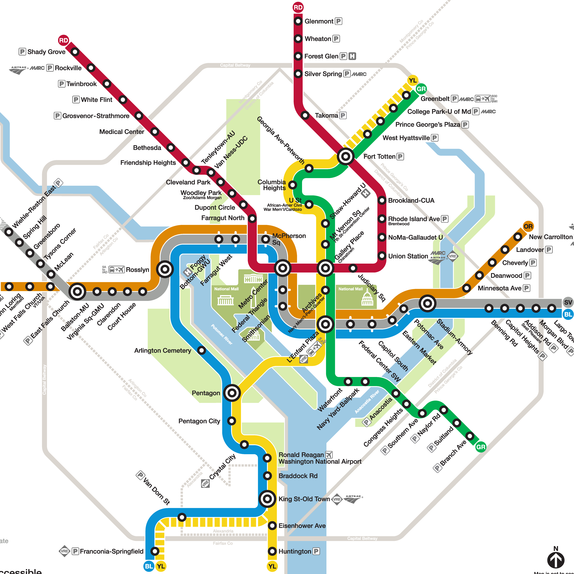 RD
Glenmont P
Wheaton P
Forest Glen P H
Silver Spring P MARC
Takoma P
RD
P Shady Grove
MARC P Rockville
P Twinbrook
P White Flint
P Grosvenor-Strathmore
Medical Center
Bethesda
Friendship Heights
Tenleytown-AU
Van Ness-UDC
Cleveland Park
Woodley Park
Zoo/Adams Morgan
Dupont Circle
Farragut North
YL
GR
Greenbelt P MARC
College Park-U of Md P MARC
Prince George's Plaza P
West Hyattsville P
Fort Totten P
Georgia Ave-Petworth
Columbia
Heights
U St
African-Amer Civil
War Mem'l/Cardozo
Shaw-Howard U
Mt Vernon Sq
Gallery Place
Brookland-CUA
Rhode Island Ave P
Brentwood
NoMa-Gallaudet U
Union Station
Judiciary Sq
Wiehle-Reston East P
Spring Hill
Greensboro
Tysons Corner
McLean
P West Falls Church
P East Falls Church
Ballston-MU
Virginia Sq-GMU
Clarendon
Court House
Rosslyn
Foggy
Bottom-GWU
Farragut West
McPherson
Sq
Metro Center
Federal Triangle
Smithsonian
Archives
L'Enfant Plaza
National Mall
National Mall
Federal Center SW
Capitol South
Eastern Market
Potomac Ave
Stadium-Armory
OR
New Carrollton
Landover P
Cheverly P
Deanwood P
Minnesota Ave P
SV
BL
Benning Rd
Capitol Heights P
Addison Rd
Morgan Blvd
Largo
Arlington Cemetery
Pentagon
Pentagon City
Crystal City
Ronald Reagan
Washington National Airport
Braddock Rd
King St-Old Town
Eisenhower Ave
Huntington P
P Van Dorn St
P Franconia-Springfield
BL
YL
YL
Waterfront
Navy Yard-Ballpark
P Anacostia
Congress Heights P
P Southern Ave
P Naylor Rd
P Suitland
P Branch Ave
GR
N
ccessible